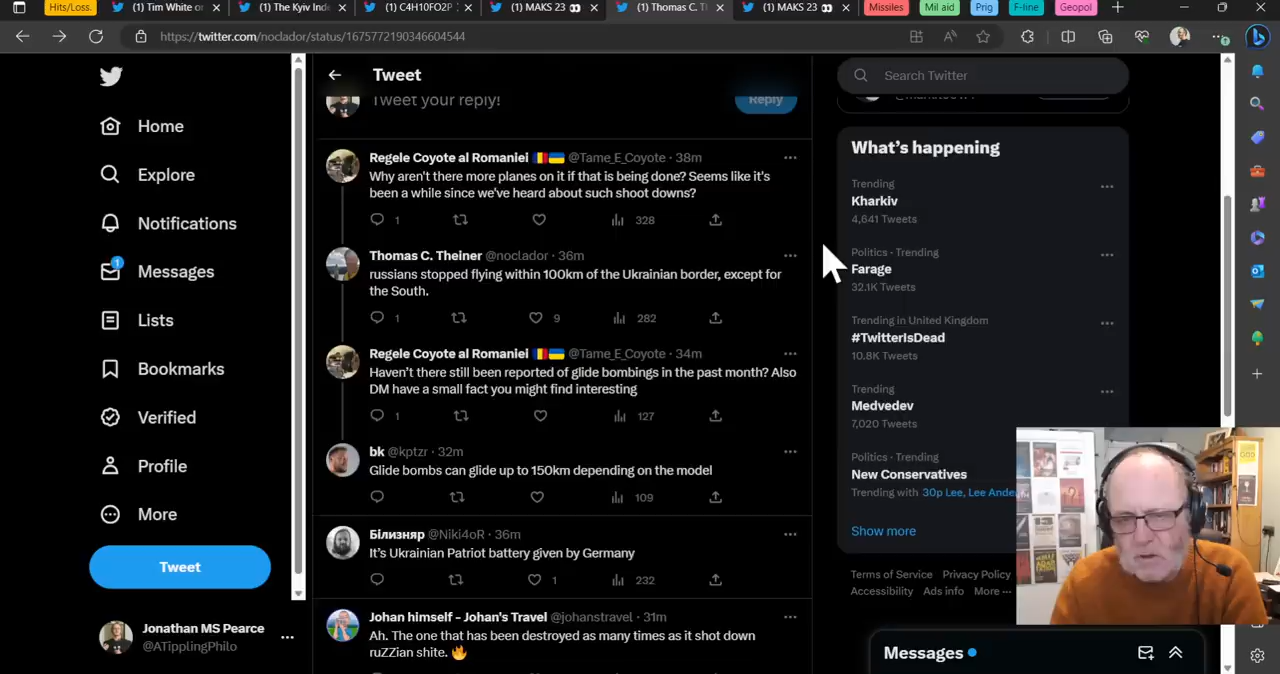 Hits/Loss.
(1) Tim White or
(1) The Kyiv Ind
(1) C4H10FO2P
(1) MAKS 23
(1) Thomas C. T
(1) MAKS 23
Missiles
Mil aid
Prig
F-line
Geopol
https://twitter.com/noclador/status/1675772190346604544
Home
Explore
Notifications
1
Messages
Lists
Bookmarks
Verified
Profile
More
Tweet
Jonathan MS Pearce
@ATipplingPhilo
Tweet
Tweet your reply!
Reply
Regele Coyote al Romaniei 🇷🇴🇺🇦 @Tame_E_Coyote · 38m
Why aren't there more planes on it if that is being done? Seems like it's
been a while since we've heard about such shoot downs?
1 328
Thomas C. Theiner @noclador · 36m
russians stopped flying within 100km of the Ukrainian border, except for
the South.
1 9 282
Regele Coyote al Romaniei 🇷🇴🇺🇦 @Tame_E_Coyote · 34m
Haven't there still been reported of glide bombings in the past month? Also
DM have a small fact you might find interesting
1 127
bk @kptzr · 32m
Glide bombs can glide up to 150km depending on the model
109
Білизняр @Niki4oR · 36m
It's Ukrainian Patriot battery given by Germany
1 232
Johan himself – Johan's Travel @johanstravel · 31m
Ah. The one that has been destroyed as many times as it shot down
ruZZian shite. 🔥
Search Twitter
What's happening
Trending
Kharkiv
4,641 Tweets
Politics · Trending
Farage
32.1K Tweets
Trending in United Kingdom
#TwitterIsDead
10.8K Tweets
Trending
Medvedev
7,020 Tweets
Politics · Trending
New Conservatives
Trending with 30p Lee, Lee Ande
Show more
Terms of Service Privacy Policy
Accessibility Ads info More ···
Messages